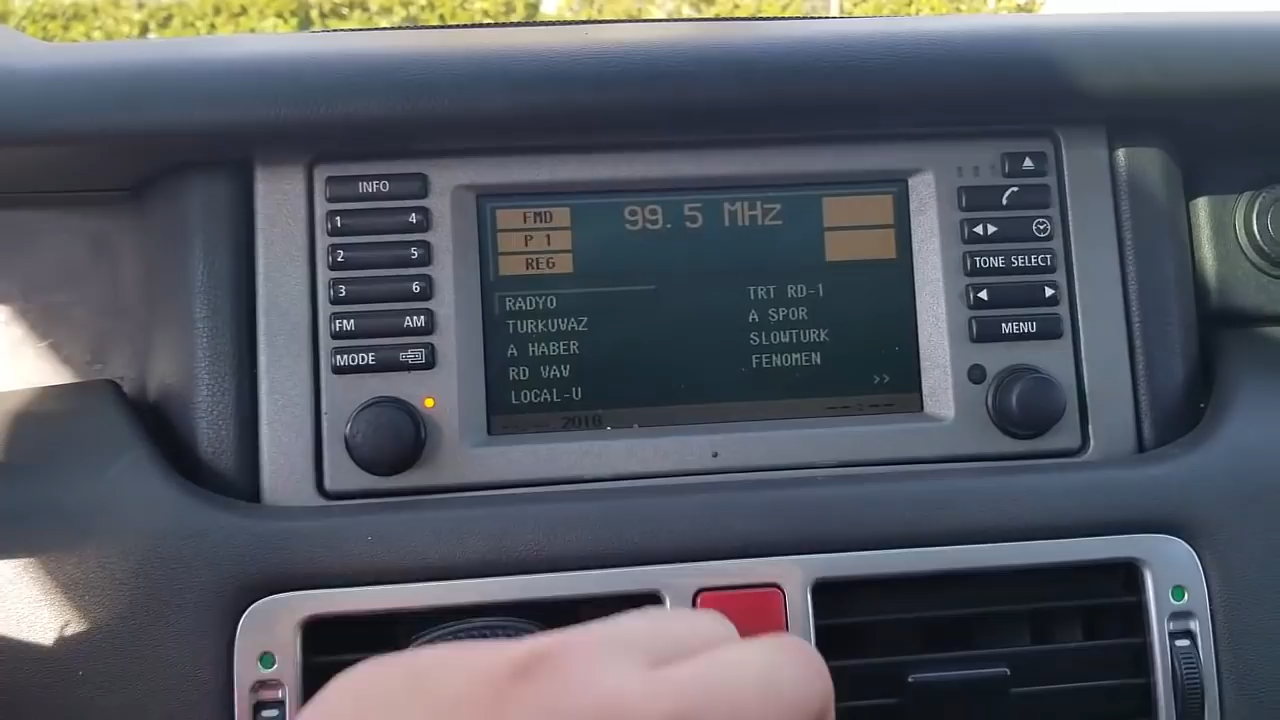 INFO
1 4
2 5
3 6
FM AM
MODE
FMD
P 1
REG
99.5 MHz
RADYO
TURKUVAZ
A HABER
RD VAV
LOCAL-U
TRT RD-1
A SPOR
SLOWTURK
FENOMEN
>>
2010
TONE SELECT
MENU